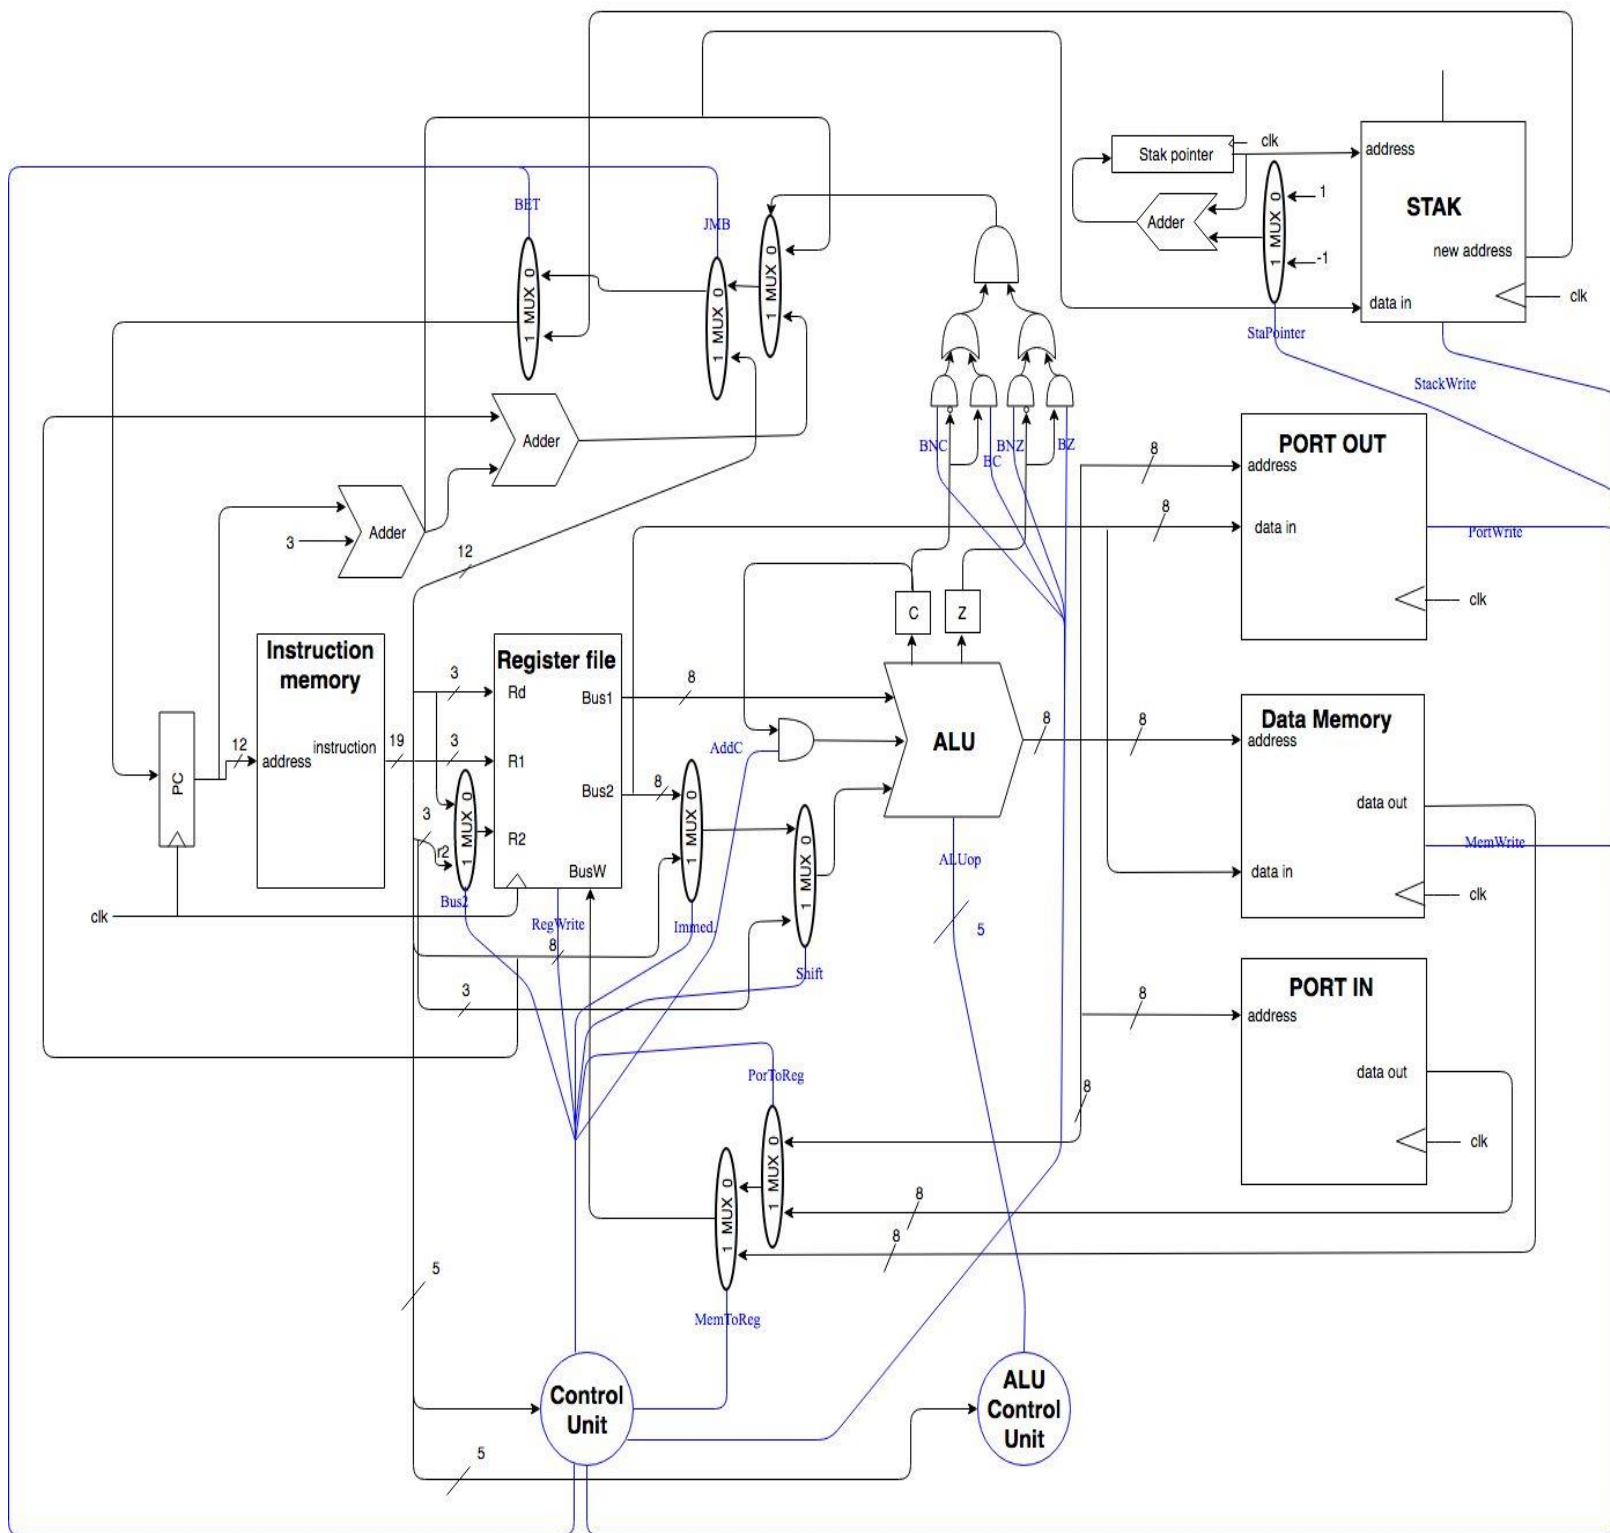 clk
Stak pointer
address
1
STAK
Adder
1 MUX 0
BET
JMB
1 MUX 0
1 MUX 0
1 MUX 0
new address
-1
clk
data in
StaPointer
StackWrite
Adder
BNC
BC
BNZ
BZ
PORT OUT
8
address
8
data in
PortWrite
clk
3
Adder
12
C
Z
Instruction
memory
Register file
3
Rd
Bus1
8
Data Memory
address
8
8
12
address
instruction
19
3
R1
AddC
ALU
PC
Bus2
8
3
r2
1 MUX 0
R2
1 MUX 0
1 MUX 0
data out
MemWrite
ALUop
BusW
data in
clk
clk
Bus2
RegWrite
Immed.
5
8
Shift
3
PORT IN
8
address
data out
PorToReg
8
clk
1 MUX 0
1 MUX 0
8
8
5
MemToReg
Control
Unit
ALU
Control
Unit
5